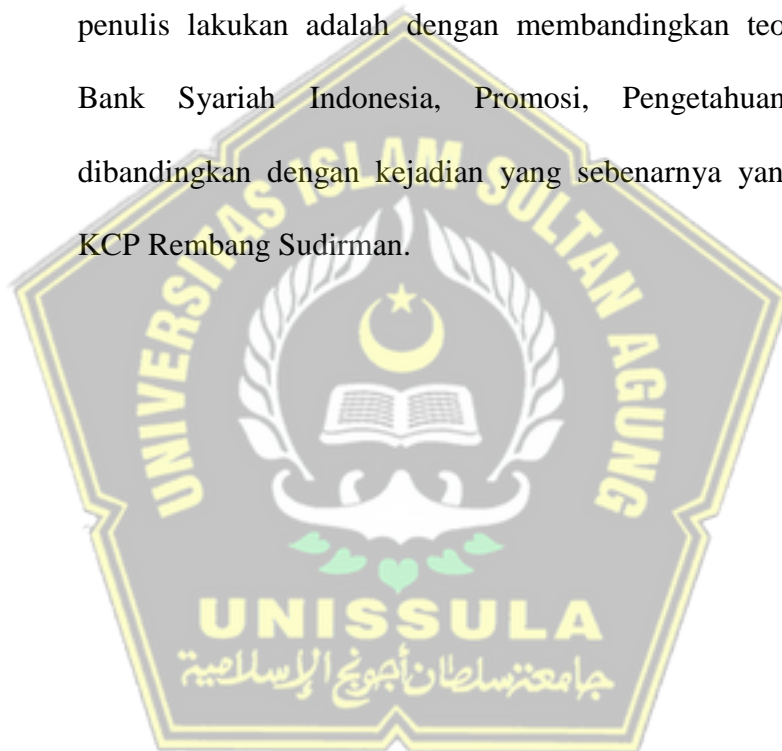 penulis lakukan adalah dengan membandingkan teo
Bank Syariah Indonesia, Promosi, Pengetahuan
dibandingkan dengan kejadian yang sebenarnya yan
KCP Rembang Sudirman.
UNIVERSITAS ISLAM SULTAN AGUNG
UNISSULA
جامعة سلطان أجونج الإسلامية